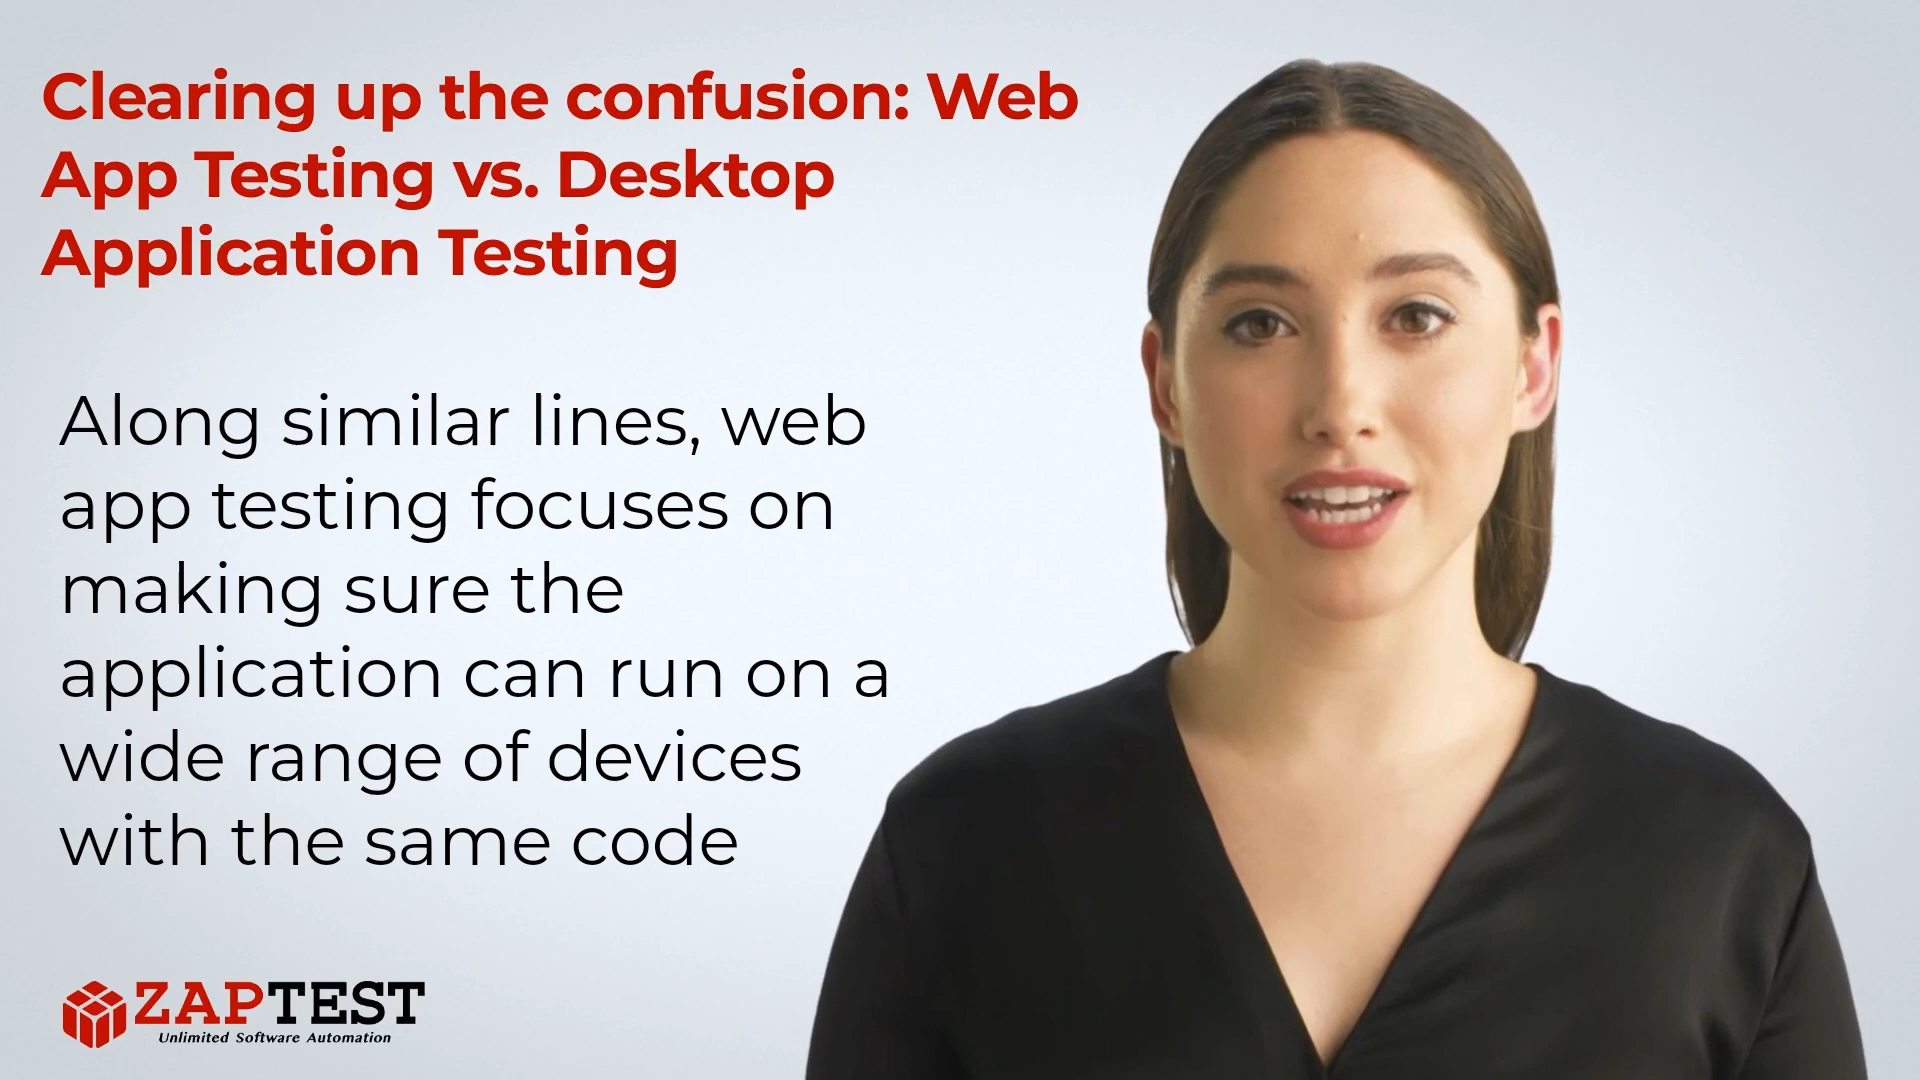 Clearing up the confusion: Web
App Testing vs. Desktop
Application Testing
Along similar lines, web
app testing focuses on
making sure the
application can run on a
wide range of devices
with the same code
ZAPTEST
Unlimited Software Automation